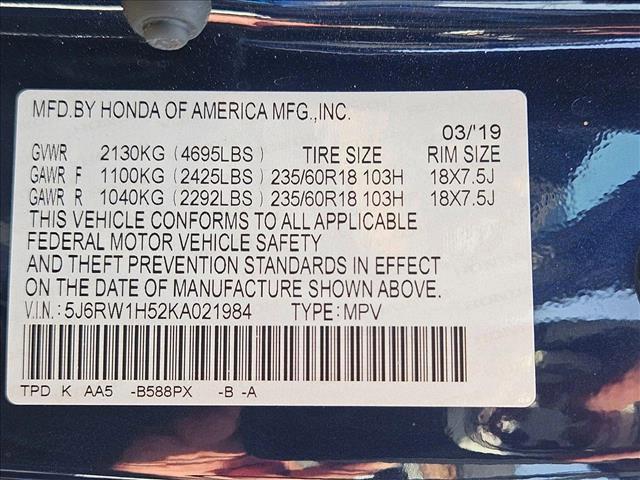 MFD.BY HONDA OF AMERICA MFG.,INC.
03/'19
GVWR 2130KG (4695LBS) TIRE SIZE RIM SIZE
GAWR F 1100KG (2425LBS) 235/60R18 103H 18X7.5J
GAWR R 1040KG (2292LBS) 235/60R18 103H 18X7.5J
THIS VEHICLE CONFORMS TO ALL APPLICABLE
FEDERAL MOTOR VEHICLE SAFETY
AND THEFT PREVENTION STANDARDS IN EFFECT
ON THE DATE OF MANUFACTURE SHOWN ABOVE.
V.I.N.: 5J6RW1H52KA021984 TYPE: MPV
TPD K AA5 -B588PX -B -A